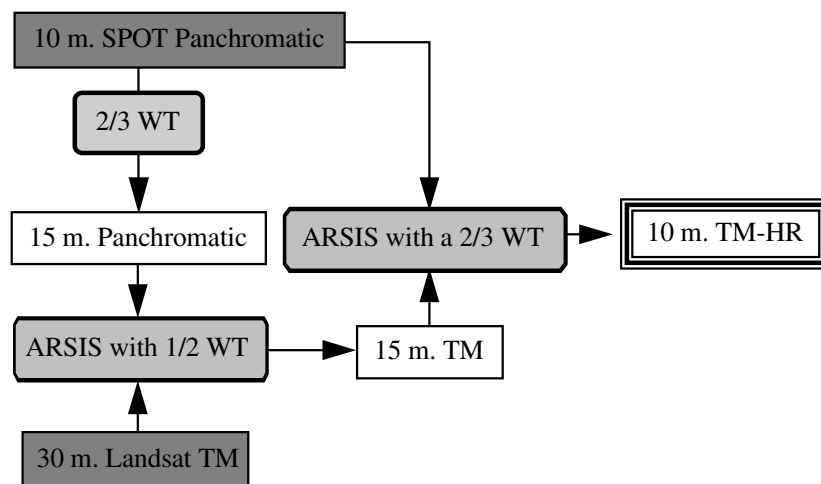 10 m. SPOT Panchromatic
2/3 WT
15 m. Panchromatic
ARSIS with a 2/3 WT
10 m. TM-HR
ARSIS with 1/2 WT
15 m. TM
30 m. Landsat TM